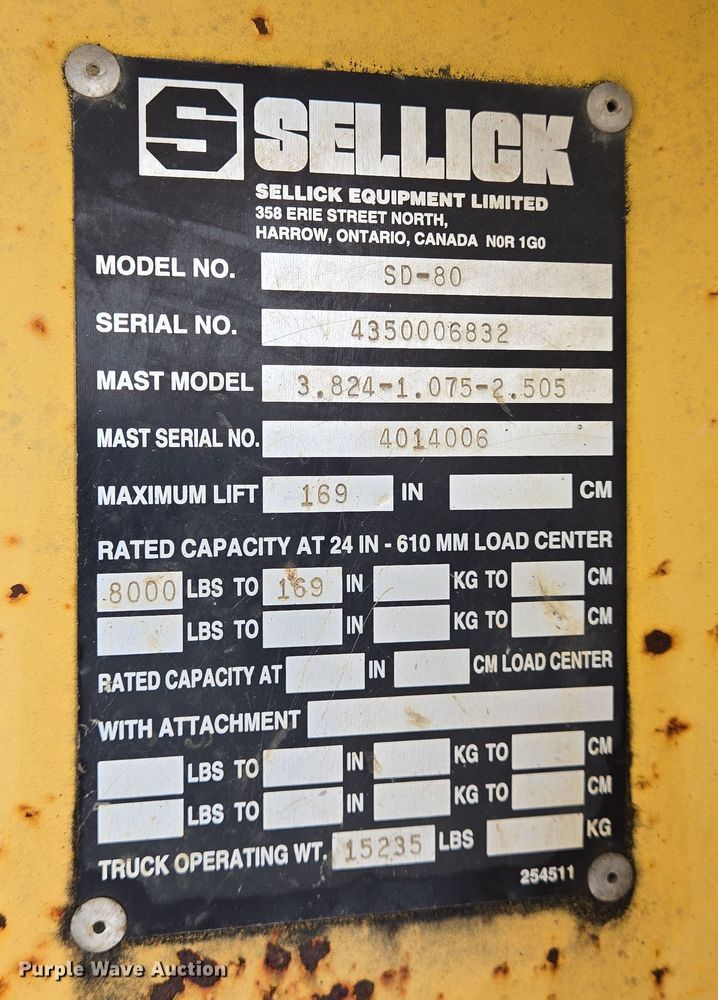 S SELLICK
SELLICK EQUIPMENT LIMITED
358 ERIE STREET NORTH,
HARROW, ONTARIO, CANADA N0R 1G0
MODEL NO. SD-80
SERIAL NO. 4350006832
MAST MODEL 3.824-1.075-2.505
MAST SERIAL NO. 4014006
MAXIMUM LIFT 169 IN CM
RATED CAPACITY AT 24 IN - 610 MM LOAD CENTER
8000 LBS TO 169 IN KG TO CM
LBS TO IN KG TO CM
RATED CAPACITY AT IN CM LOAD CENTER
WITH ATTACHMENT
LBS TO IN KG TO CM
LBS TO IN KG TO CM
TRUCK OPERATING WT. 15235 LBS KG
254511
Purple Wave Auction